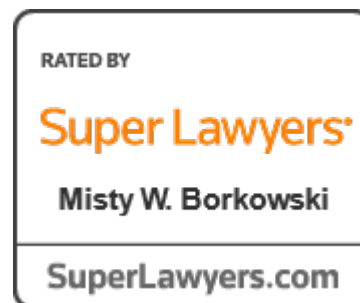 RATED BY
Super Lawyers
Misty W. Borkowski
SuperLawyers.com